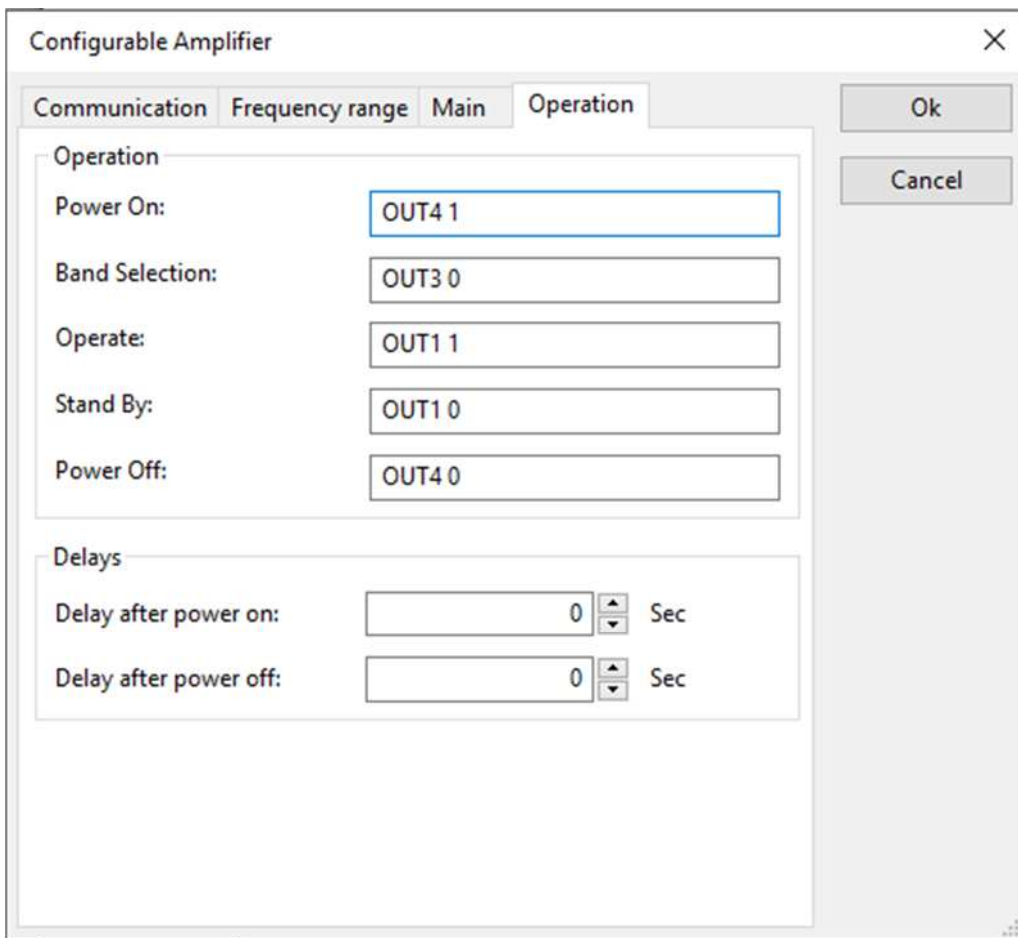 Configurable Amplifier
Communication Frequency range Main Operation
Ok
Cancel
Operation
Power On: OUT4 1
Band Selection: OUT3 0
Operate: OUT1 1
Stand By: OUT1 0
Power Off: OUT4 0
Delays
Delay after power on: 0 Sec
Delay after power off: 0 Sec